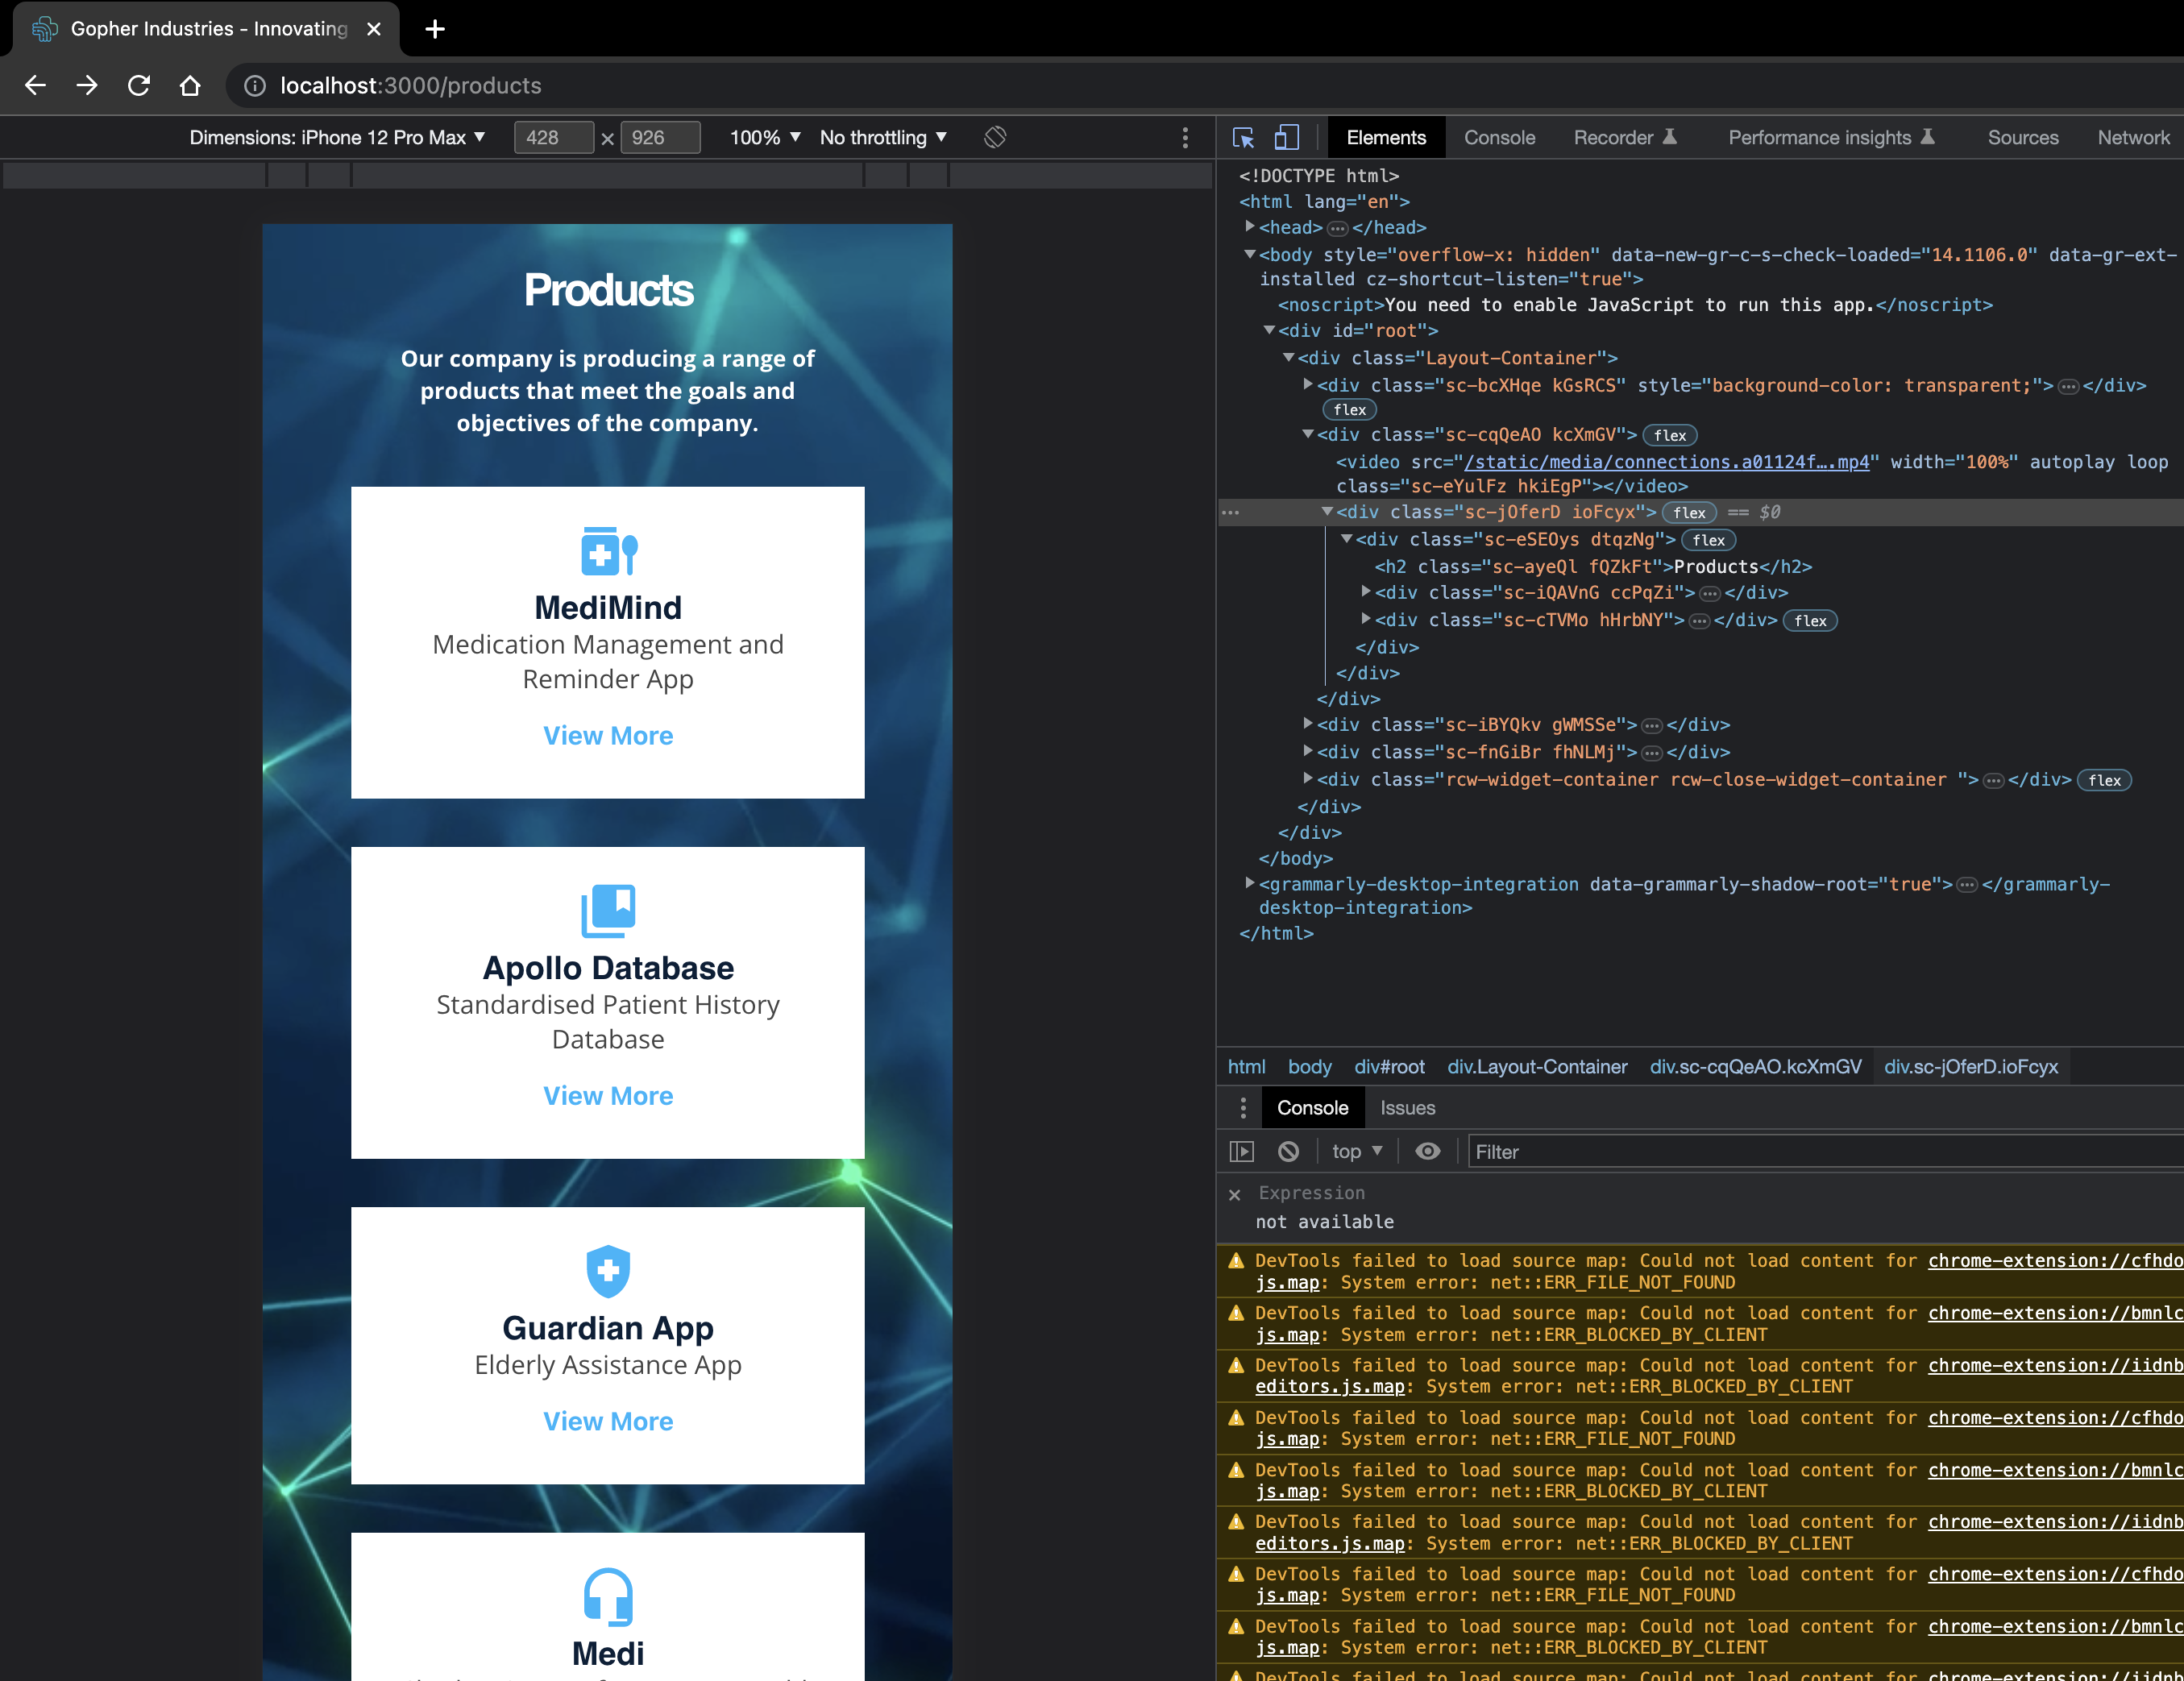 Gopher Industries - Innovating
localhost:3000/products
Dimensions: iPhone 12 Pro Max ▼ 428 × 926 100% ▼ No throttling ▼
Elements Console Recorder Performance insights Sources Network
Products
Our company is producing a range of
products that meet the goals and
objectives of the company.
MediMind
Medication Management and
Reminder App
View More
Apollo Database
Standardised Patient History
Database
View More
Guardian App
Elderly Assistance App
View More
Medi
<!DOCTYPE html>
<html lang="en">
▶<head>…</head>
▼<body style="overflow-x: hidden" data-new-gr-c-s-check-loaded="14.1106.0" data-gr-ext-
installed cz-shortcut-listen="true">
<noscript>You need to enable JavaScript to run this app.</noscript>
▼<div id="root">
▼<div class="Layout-Container">
▶<div class="sc-bcXHqe kGsRCS" style="background-color: transparent;">…</div>
flex
▼<div class="sc-cqQeAO kcXmGV"> flex
<video src="/static/media/connections.a01124f….mp4" width="100%" autoplay loop
class="sc-eYulFz hkiEgP"></video>
… ▼<div class="sc-jOferD ioFcyx"> flex == $0
▼<div class="sc-eSEOys dtqzNg"> flex
<h2 class="sc-ayeQl fQZkFt">Products</h2>
▶<div class="sc-iQAVnG ccPqZi">…</div>
▶<div class="sc-cTVMo hHrbNY">…</div> flex
</div>
</div>
</div>
▶<div class="sc-iBYQkv gWMSSe">…</div>
▶<div class="sc-fnGiBr fhNLMj">…</div>
▶<div class="rcw-widget-container rcw-close-widget-container ">…</div> flex
</div>
</div>
</body>
▶<grammarly-desktop-integration data-grammarly-shadow-root="true">…</grammarly-
desktop-integration>
</html>
html body div#root div.Layout-Container div.sc-cqQeAO.kcXmGV div.sc-jOferD.ioFcyx
Console Issues
top ▼ Filter
Expression
not available
DevTools failed to load source map: Could not load content for chrome-extension://cfhdo
js.map: System error: net::ERR_FILE_NOT_FOUND
DevTools failed to load source map: Could not load content for chrome-extension://bmnlc
js.map: System error: net::ERR_BLOCKED_BY_CLIENT
DevTools failed to load source map: Could not load content for chrome-extension://iidnb
editors.js.map: System error: net::ERR_BLOCKED_BY_CLIENT
DevTools failed to load source map: Could not load content for chrome-extension://cfhdo
js.map: System error: net::ERR_FILE_NOT_FOUND
DevTools failed to load source map: Could not load content for chrome-extension://bmnlc
js.map: System error: net::ERR_BLOCKED_BY_CLIENT
DevTools failed to load source map: Could not load content for chrome-extension://iidnb
editors.js.map: System error: net::ERR_BLOCKED_BY_CLIENT
DevTools failed to load source map: Could not load content for chrome-extension://cfhdo
js.map: System error: net::ERR_FILE_NOT_FOUND
DevTools failed to load source map: Could not load content for chrome-extension://bmnlc
js.map: System error: net::ERR_BLOCKED_BY_CLIENT
DevTools failed to load source map: Could not load content for chrome-extension://iidnb